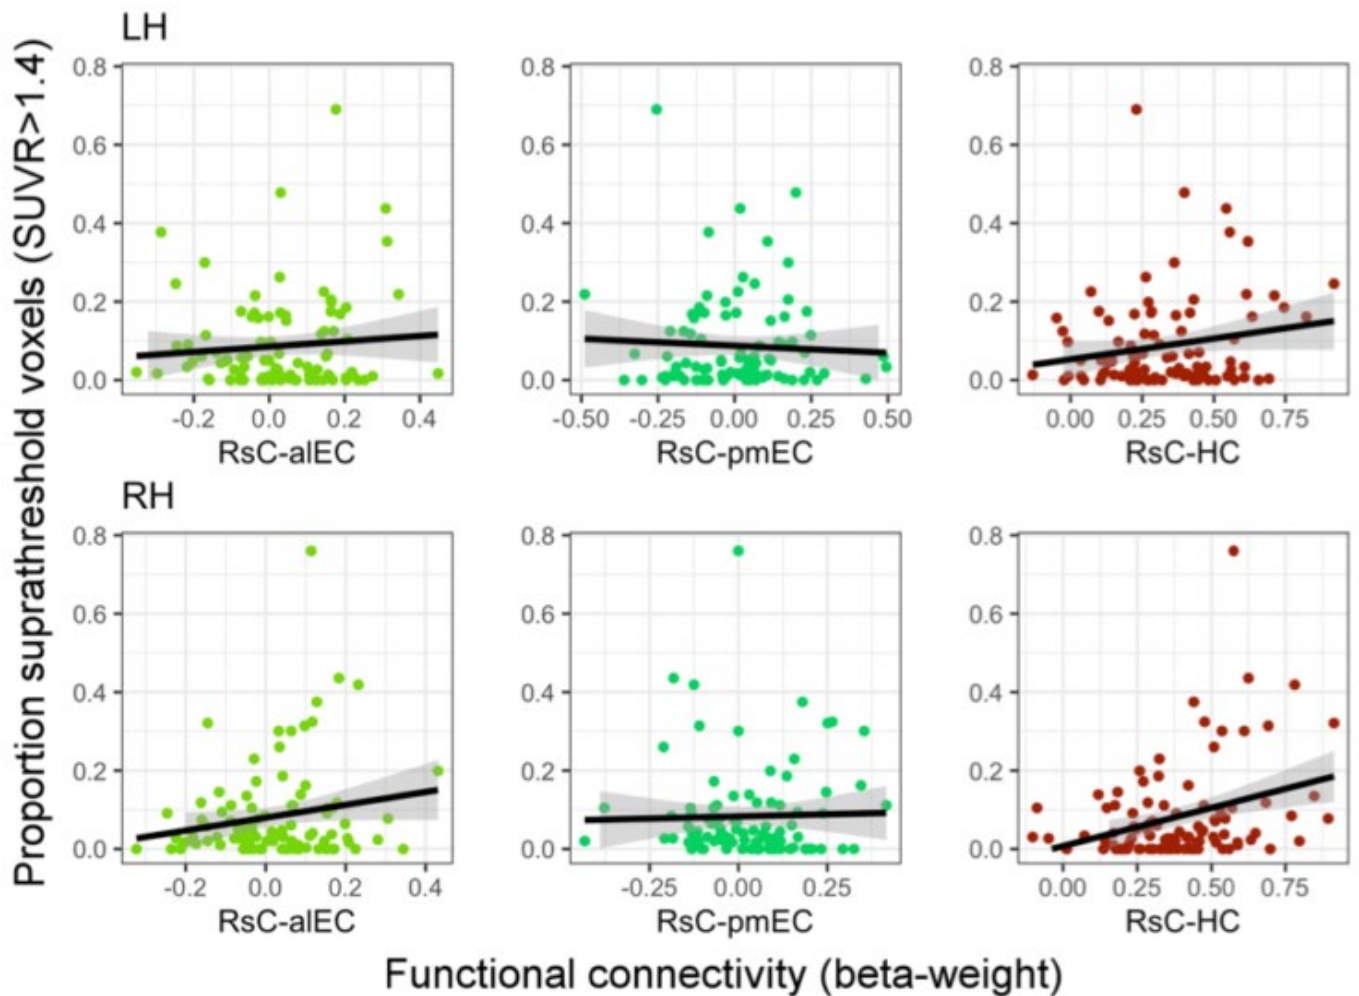 Proportion suprathreshold voxels (SUVR>1.4)
LH
0.8
0.6
0.4
0.2
0.0
-0.2 0.0 0.2 0.4
RsC-alEC
0.8
0.6
0.4
0.2
0.0
-0.50 -0.25 0.00 0.25 0.50
RsC-pmEC
0.8
0.6
0.4
0.2
0.0
0.00 0.25 0.50 0.75
RsC-HC
RH
0.8
0.6
0.4
0.2
0.0
-0.2 0.0 0.2 0.4
RsC-alEC
0.8
0.6
0.4
0.2
0.0
-0.25 0.00 0.25
RsC-pmEC
0.8
0.6
0.4
0.2
0.0
0.00 0.25 0.50 0.75
RsC-HC
Functional connectivity (beta-weight)